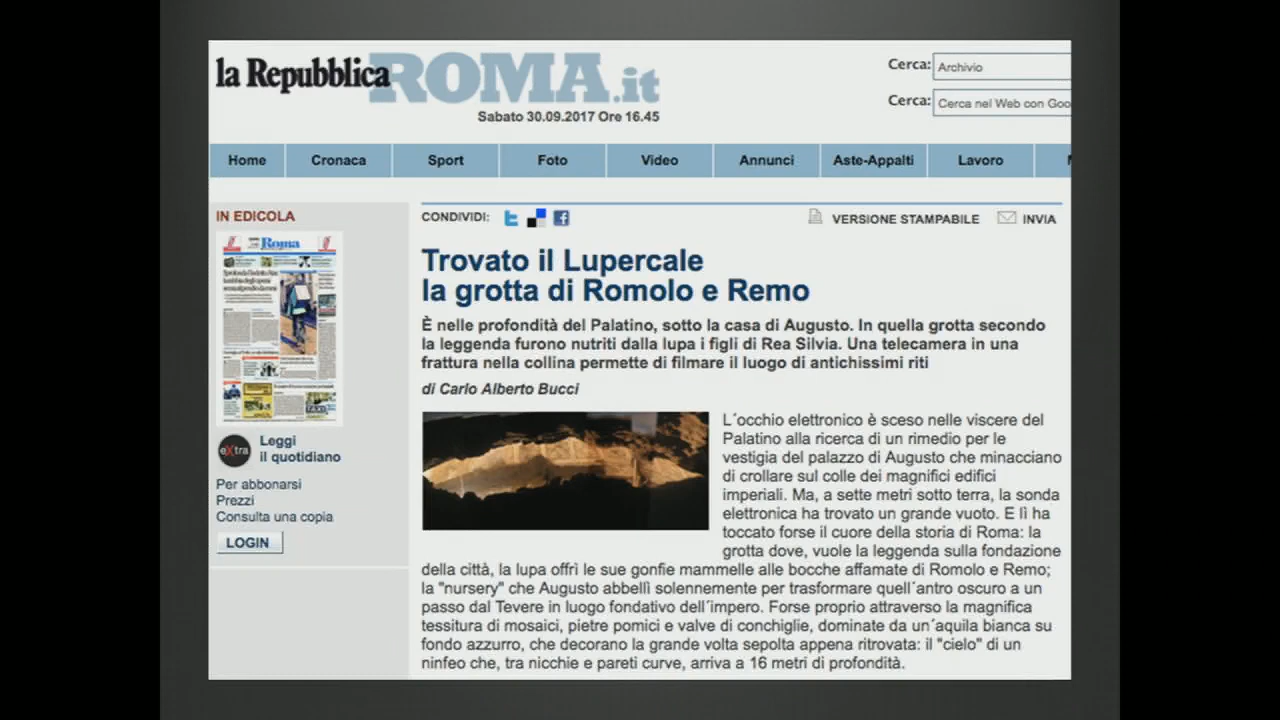 la Repubblica ROMA.it
Sabato 30.09.2017 Ore 16.45
Cerca: Archivio
Cerca: Cerca nel Web con Goo
Home Cronaca Sport Foto Video Annunci Aste-Appalti Lavoro
IN EDICOLA
Roma
extra
Leggi
il quotidiano
Per abbonarsi
Prezzi
Consulta una copia
LOGIN
CONDIVIDI:
VERSIONE STAMPABILE INVIA
Trovato il Lupercale
la grotta di Romolo e Remo
È nelle profondità del Palatino, sotto la casa di Augusto. In quella grotta secondo
la leggenda furono nutriti dalla lupa i figli di Rea Silvia. Una telecamera in una
frattura nella collina permette di filmare il luogo di antichissimi riti
di Carlo Alberto Bucci
L´occhio elettronico è sceso nelle viscere del
Palatino alla ricerca di un rimedio per le
vestigia del palazzo di Augusto che minacciano
di crollare sul colle dei magnifici edifici
imperiali. Ma, a sette metri sotto terra, la sonda
elettronica ha trovato un grande vuoto. E lì ha
toccato forse il cuore della storia di Roma: la
grotta dove, vuole la leggenda sulla fondazione
della città, la lupa offrì le sue gonfie mammelle alle bocche affamate di Romolo e Remo;
la "nursery" che Augusto abbellì solennemente per trasformare quell´antro oscuro a un
passo dal Tevere in luogo fondativo dell´impero. Forse proprio attraverso la magnifica
tessitura di mosaici, pietre pomici e valve di conchiglie, dominate da un´aquila bianca su
fondo azzurro, che decorano la grande volta sepolta appena ritrovata: il "cielo" di un
ninfeo che, tra nicchie e pareti curve, arriva a 16 metri di profondità.